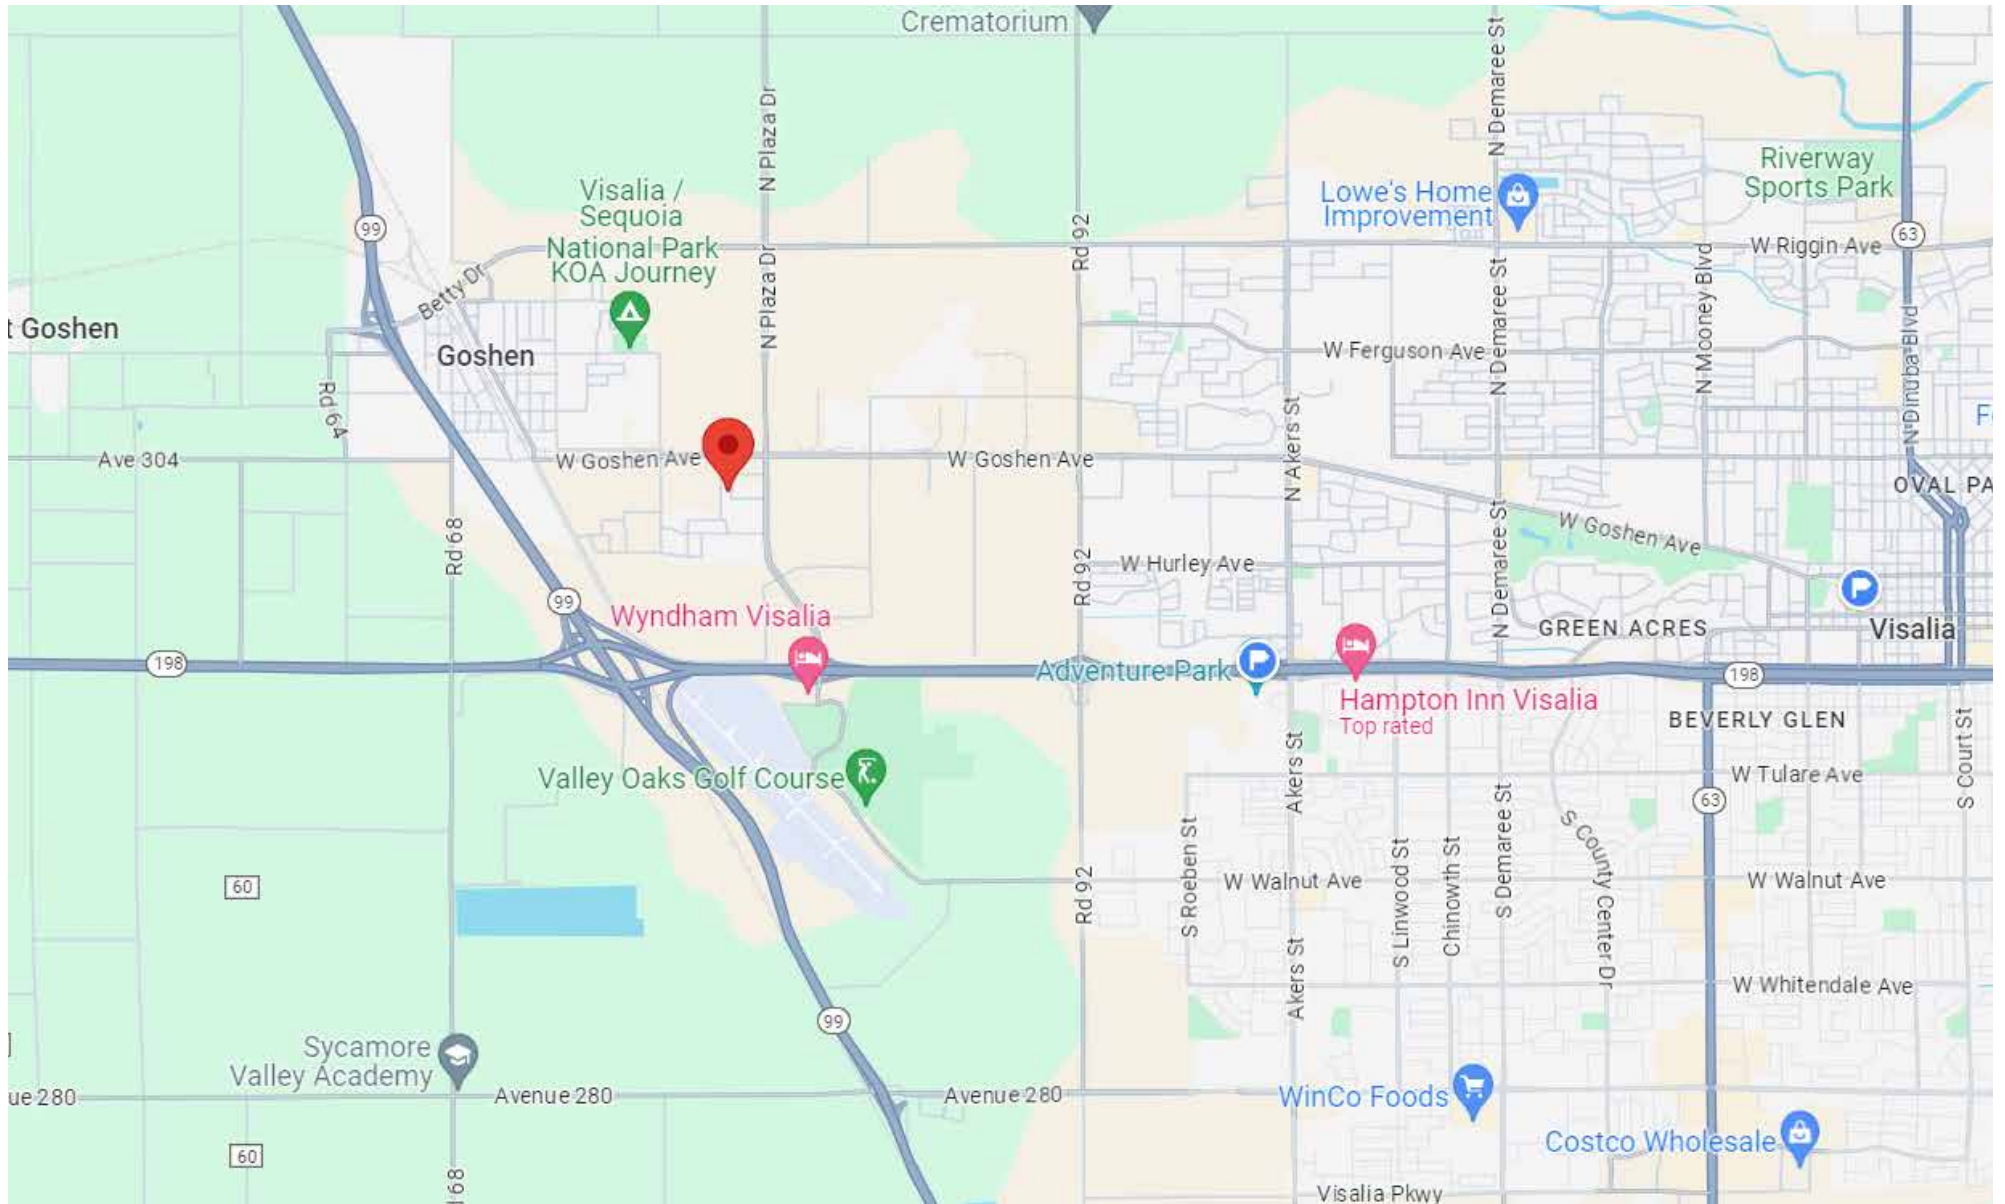 Crematorium
N Plaza Dr
N Demaree St
Visalia /
Sequoia
National Park
KOA Journey
Lowe's Home
Improvement
Riverway
Sports Park
99
Rd 92
N Plaza Dr
63
W Riggin Ave
Betty Dr
N Demaree St
N Mooney Blvd
N Dinuba Blvd
t Goshen
Goshen
W Ferguson Ave
Rd 64
N Akers St
Ave 304
W Goshen Ave
W Goshen Ave
OVAL PA
Rd 68
N Demaree St
W Goshen Ave
W Hurley Ave
Rd 92
99
Wyndham Visalia
GREEN ACRES
Visalia
198
Adventure Park
198
Hampton Inn Visalia
Top rated
BEVERLY GLEN
S Court St
Akers St
Valley Oaks Golf Course
W Tulare Ave
63
S Roeben St
S Linwood St
Chinowth St
S Demaree St
S County Center Dr
60
Rd 92
W Walnut Ave
W Walnut Ave
Akers St
W Whitendale Ave
99
Sycamore
Valley Academy
ue 280
Avenue 280
Avenue 280
WinCo Foods
Costco Wholesale
60
68
Visalia Pkwy